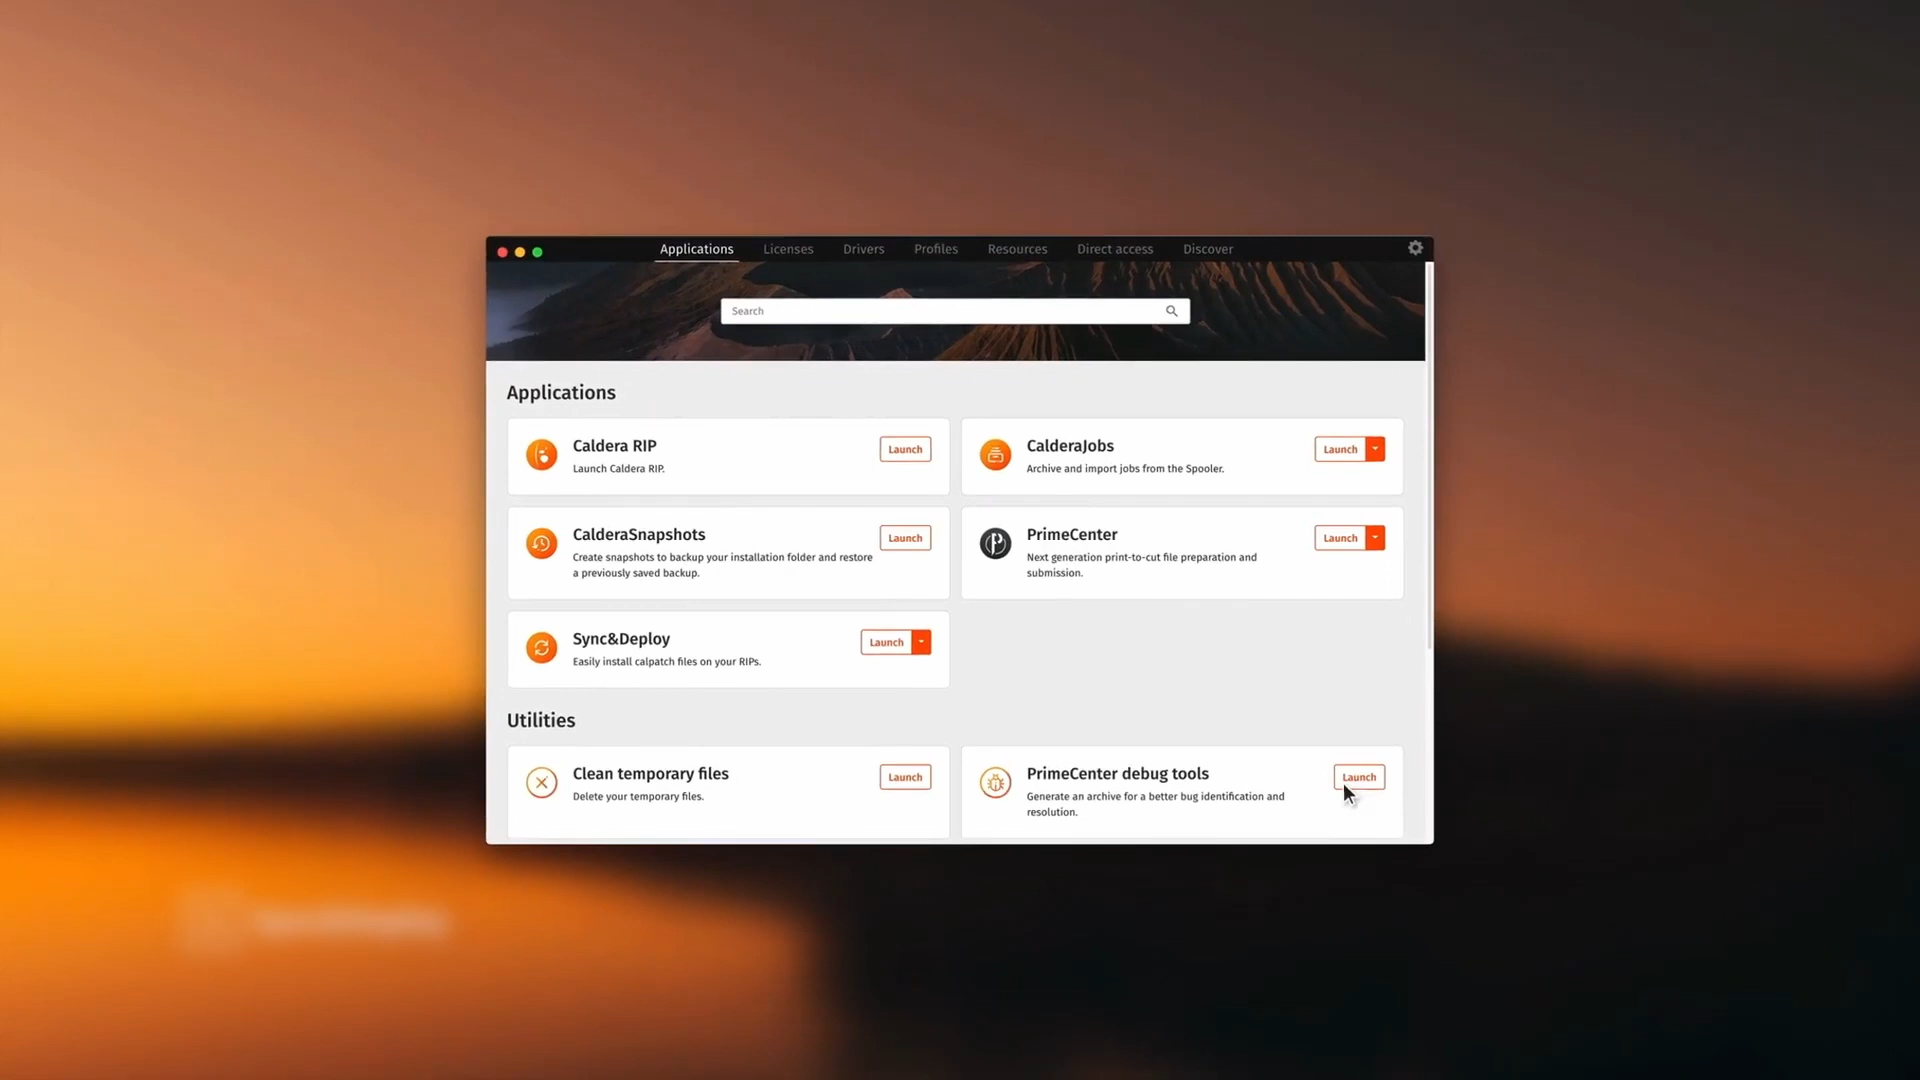 Applications Licenses Drivers Profiles Resources Direct access Discover
Search
Applications
Caldera RIP
Launch Caldera RIP.
Launch
CalderaJobs
Archive and import jobs from the Spooler.
Launch
CalderaSnapshots
Create snapshots to backup your installation folder and restore
a previously saved backup.
Launch
PrimeCenter
Next generation print-to-cut file preparation and
submission.
Launch
Sync&Deploy
Easily install calpatch files on your RIPs.
Launch
Utilities
Clean temporary files
Delete your temporary files.
Launch
PrimeCenter debug tools
Generate an archive for a better bug identification and
resolution.
Launch